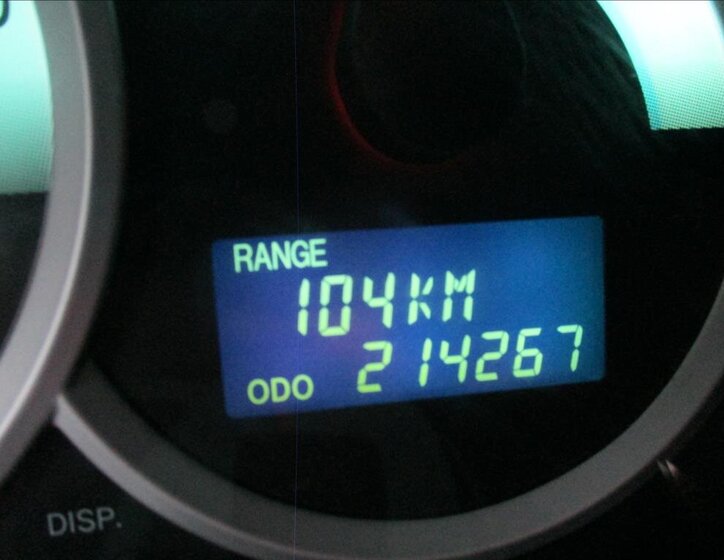 RANGE
104KM
ODO 214267
DISP.